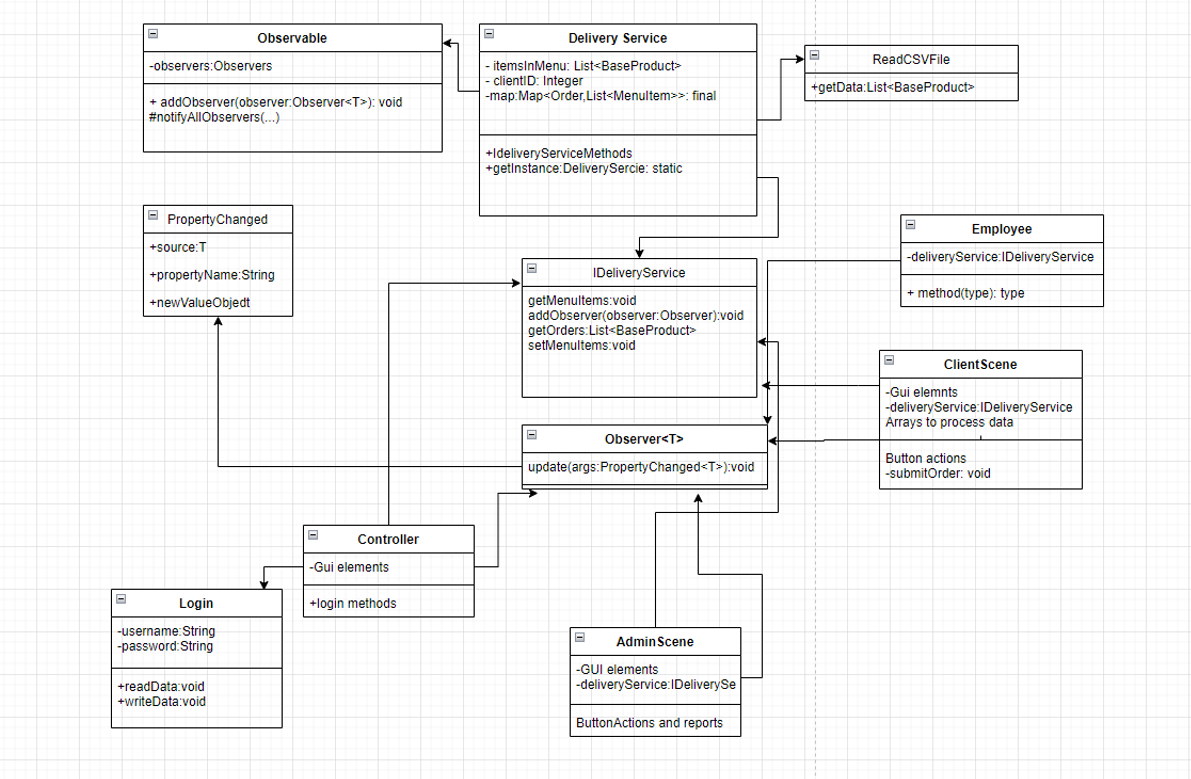 Observable
-observers:Observers
+ addObserver(observer:Observer<T>): void
#notifyAllObservers(...)
Delivery Service
- itemsInMenu: List<BaseProduct>
- clientID: Integer
-map:Map<Order,List<MenuItem>>: final
+IdeliveryServiceMethods
+getInstance:DeliverySercie: static
ReadCSVFile
+getData:List<BaseProduct>
PropertyChanged
+source:T
+propertyName:String
+newValueObjedt
IDeliveryService
getMenuItems:void
addObserver(observer:Observer):void
getOrders:List<BaseProduct>
setMenuItems:void
Employee
-deliveryService:IDeliveryService
+ method(type): type
ClientScene
-Gui elemnts
-deliveryService:IDeliveryService
Arrays to process data
Button actions
-submitOrder: void
Observer<T>
update(args:PropertyChanged<T>):void
Controller
-Gui elements
+login methods
Login
-username:String
-password:String
+readData:void
+writeData:void
AdminScene
-GUI elements
-deliveryService:IDeliverySe
ButtonActions and reports